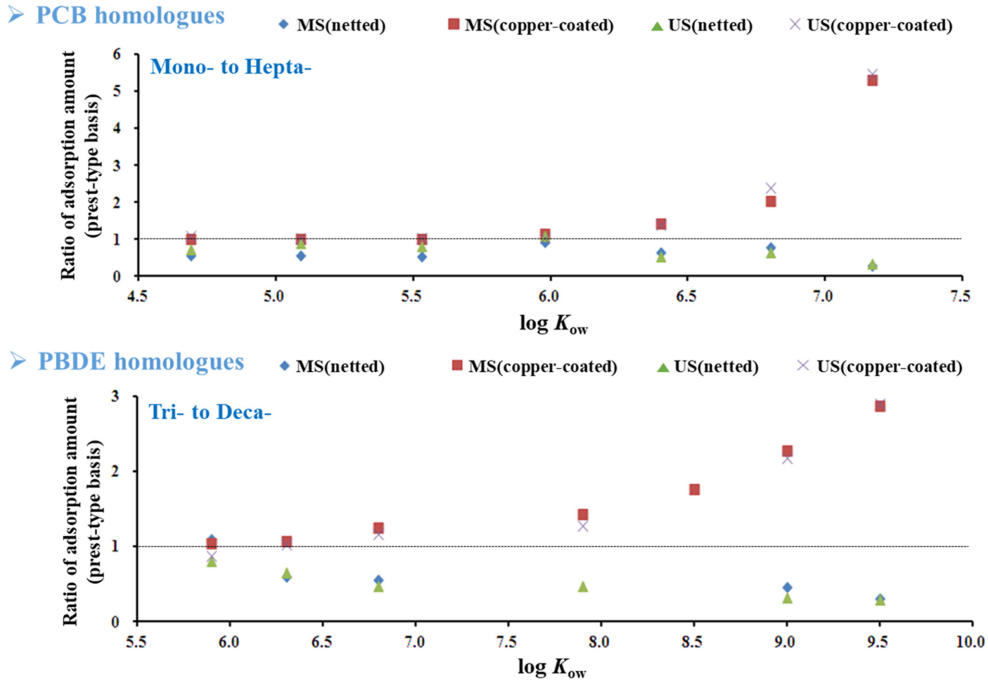 PCB homologues
MS(netted) MS(copper-coated) US(netted) US(copper-coated)
Mono- to Hepta-
Ratio of adsorption amount
(prest-type basis)
6
5
4
3
2
1
0
4.5 5.0 5.5 6.0 6.5 7.0 7.5
log Kow
PBDE homologues
MS(netted) MS(copper-coated) US(netted) US(copper-coated)
Tri- to Deca-
Ratio of adsorption amount
(prest-type basis)
3
2
1
0
5.5 6.0 6.5 7.0 7.5 8.0 8.5 9.0 9.5 10.0
log Kow